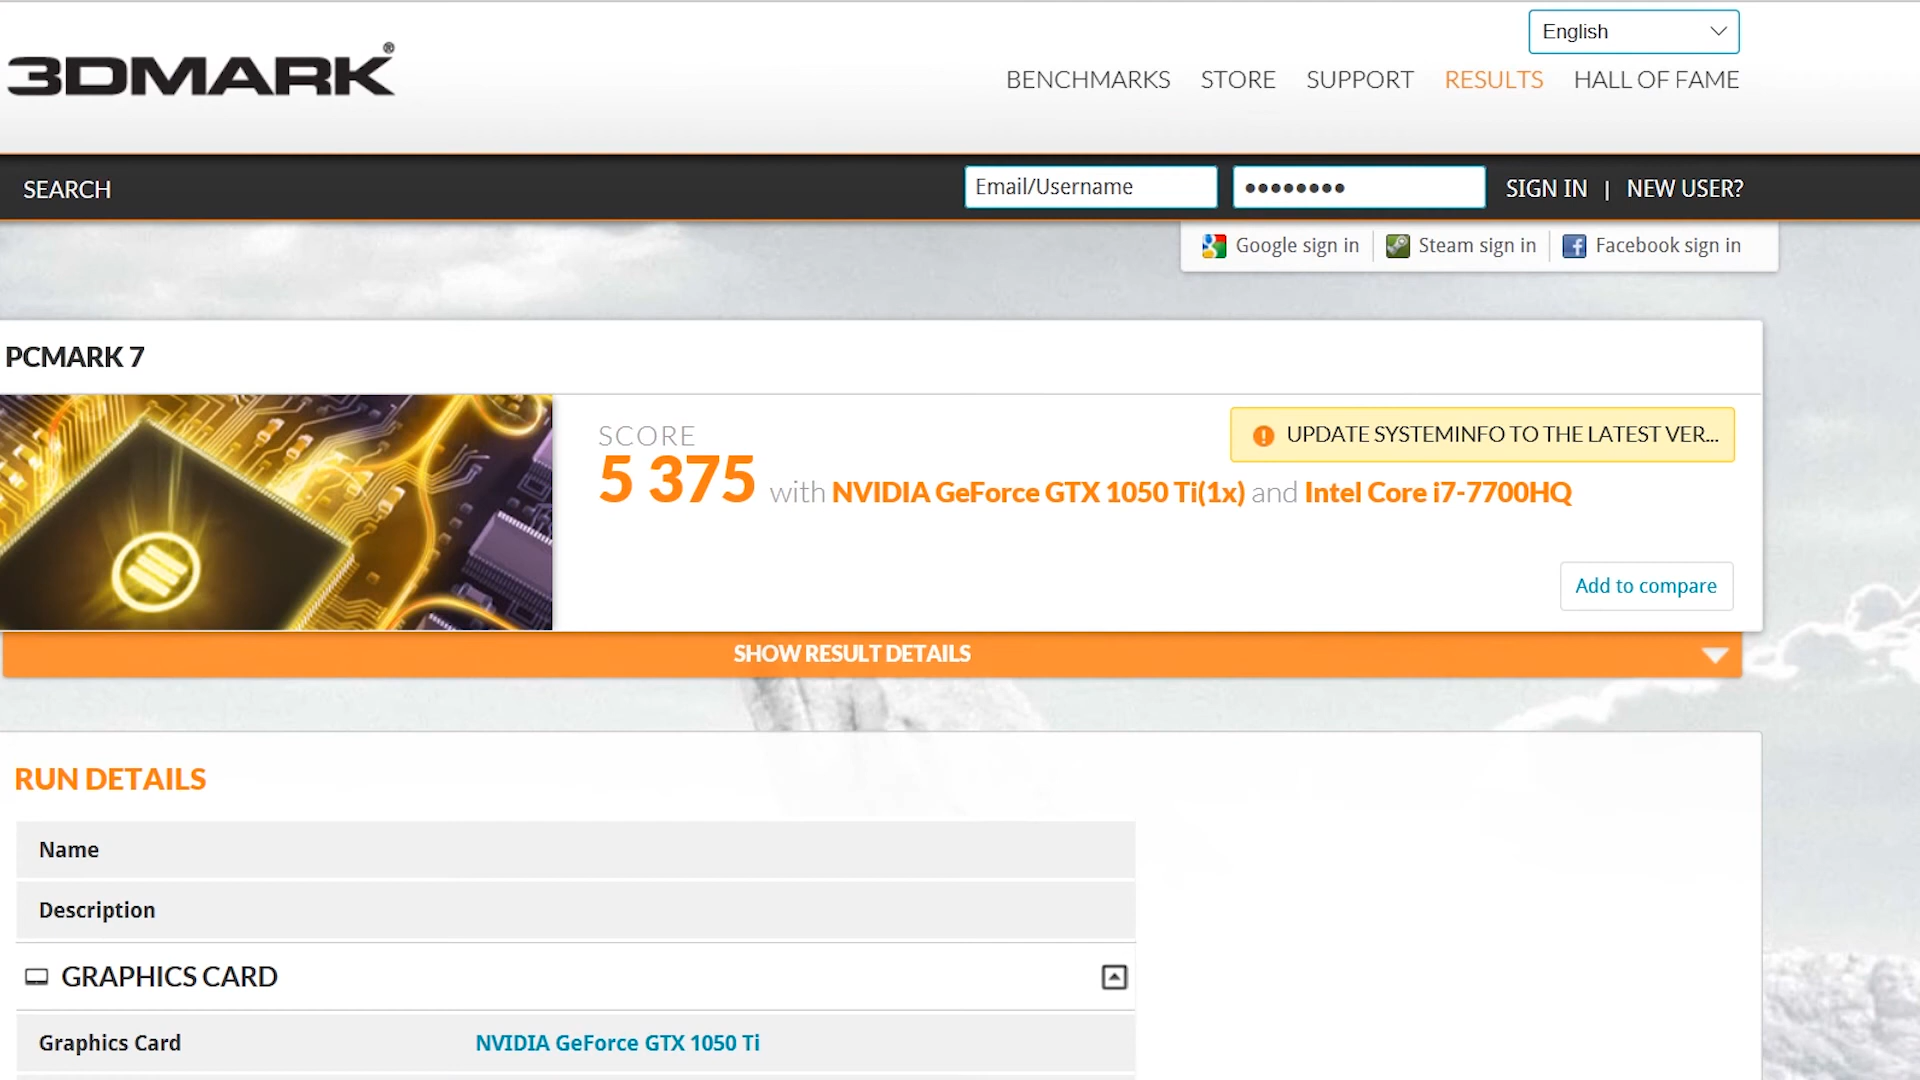 English
3DMARK®
BENCHMARKS STORE SUPPORT RESULTS HALL OF FAME
SEARCH
Email/Username
●●●●●●●●
SIGN IN | NEW USER?
Google sign in
Steam sign in
Facebook sign in
PCMARK 7
SCORE
UPDATE SYSTEMINFO TO THE LATEST VER...
5 375 with NVIDIA GeForce GTX 1050 Ti(1x) and Intel Core i7-7700HQ
Add to compare
SHOW RESULT DETAILS
RUN DETAILS
Name
Description
GRAPHICS CARD
Graphics Card NVIDIA GeForce GTX 1050 Ti